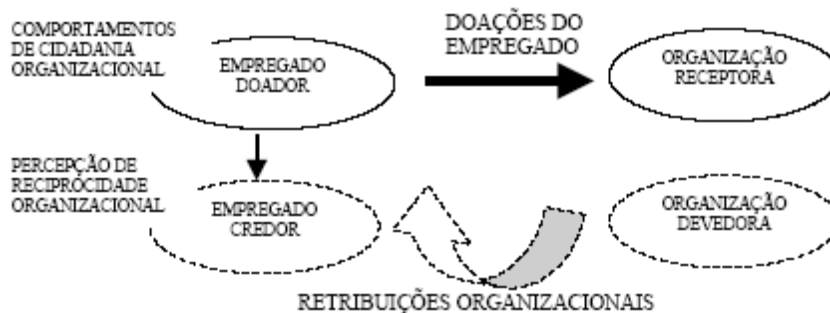 COMPORTAMENTOS
DE CIDADANIA
ORGANIZACIONAL
EMPREGADO
DOADOR
DOAÇÕES DO
EMPREGADO
ORGANIZAÇÃO
RECEPTORA
PERCEPÇÃO DE
RECIPROCIDADE
ORGANIZACIONAL
EMPREGADO
CREDOR
ORGANIZAÇÃO
DEVEDORA
RETRIBUIÇÕES ORGANIZACIONAIS